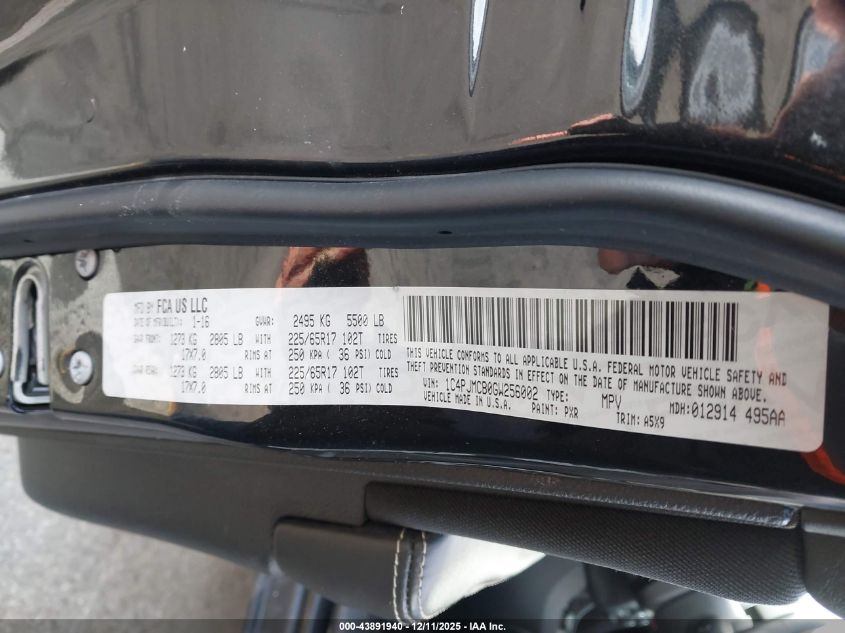 MFD BY FCA US LLC
DATE OF MFR(BUILT): 1-16 GVWR: 2495 KG 5500 LB
GAWR FRONT: 1273 KG 2805 LB WITH 225/65R17 102T TIRES
17X7.0 RIMS AT 250 KPA ( 36 PSI) COLD
GAWR REAR: 1273 KG 2805 LB WITH 225/65R17 102T TIRES
17X7.0 RIMS AT 250 KPA ( 36 PSI) COLD
THIS VEHICLE CONFORMS TO ALL APPLICABLE U.S.A. FEDERAL MOTOR VEHICLE SAFETY AND
THEFT PREVENTION STANDARDS IN EFFECT ON THE DATE OF MANUFACTURE SHOWN ABOVE.
VIN: 1C4PJMCB0GW256002 TYPE: MPV MDH:012914 495AA
VEHICLE MADE IN U.S.A. PAINT: PXR TRIM: A5X9
000-43891940 - 12/11/2025 - IAA Inc.